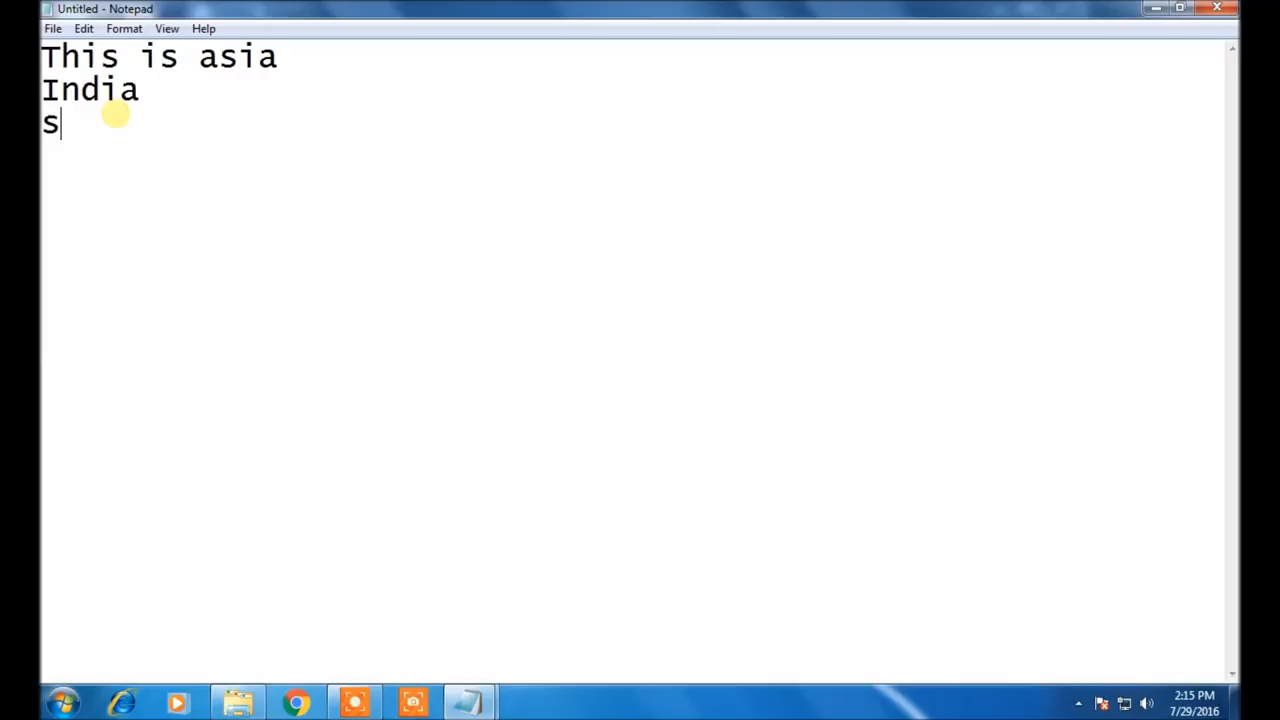 Untitled - Notepad
File Edit Format View Help
This is asia
India
s
2:15 PM
7/29/2016